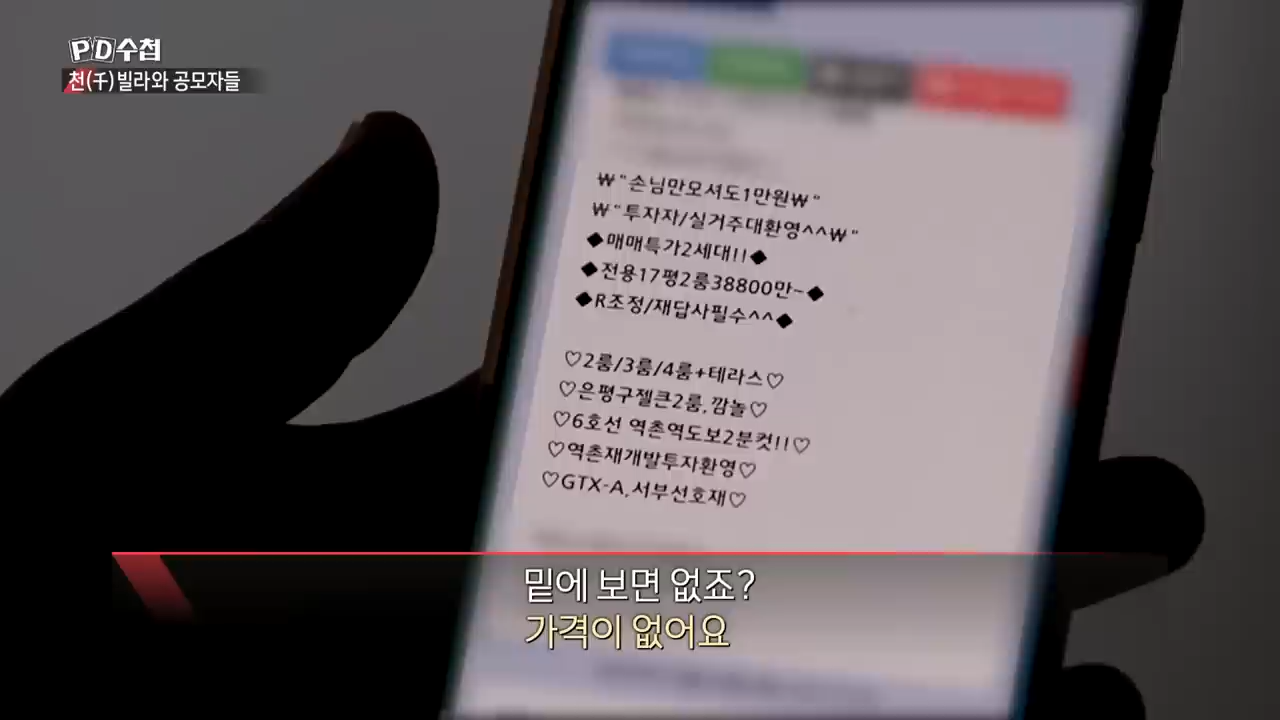 PD수첩
천(千)빌라와 공모자들
₩"손님만모셔도1만원₩"
₩"투자자/실거주대환영^^₩"
◆매매특가2세대!!◆
◆전용17평2룸38800만~◆
◆R조정/재답사필수^^◆
♡2룸/3룸/4룸+테라스♡
♡은평구젤큰2룸,깜놀♡
♡6호선 역촌역도보2분컷!!♡
♡역촌재개발투자환영♡
♡GTX-A,서부선호재♡
밑에 보면 없죠?
가격이 없어요